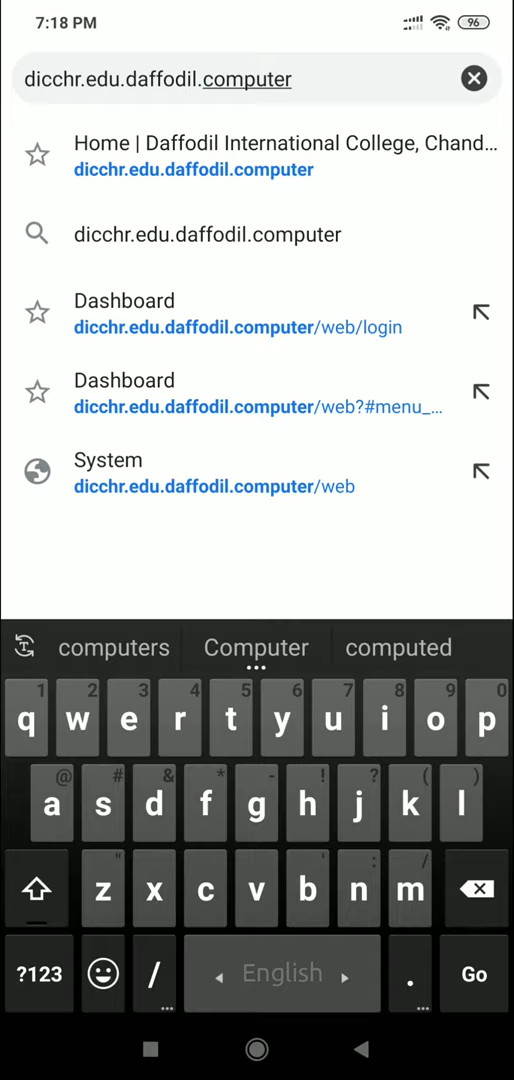 7:18 PM 96
dicchr.edu.daffodil.computer
Home | Daffodil International College, Chand...
dicchr.edu.daffodil.computer
dicchr.edu.daffodil.computer
Dashboard
dicchr.edu.daffodil.computer/web/login
Dashboard
dicchr.edu.daffodil.computer/web?#menu_...
System
dicchr.edu.daffodil.computer/web
computers Computer computed
1 2 3 4 5 6 7 8 9 0
q w e r t y u i o p
@ # & * - ! ? ( )
a s d f g h j k l
" ' : /
z x c v b n m
?123 / English . Go